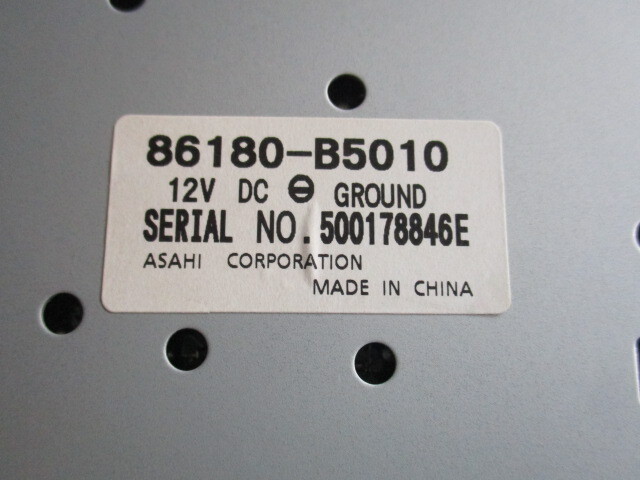 86180-B5010
12V DC ⊖ GROUND
SERIAL NO. 500178846E
ASAHI CORPORATION
MADE IN CHINA